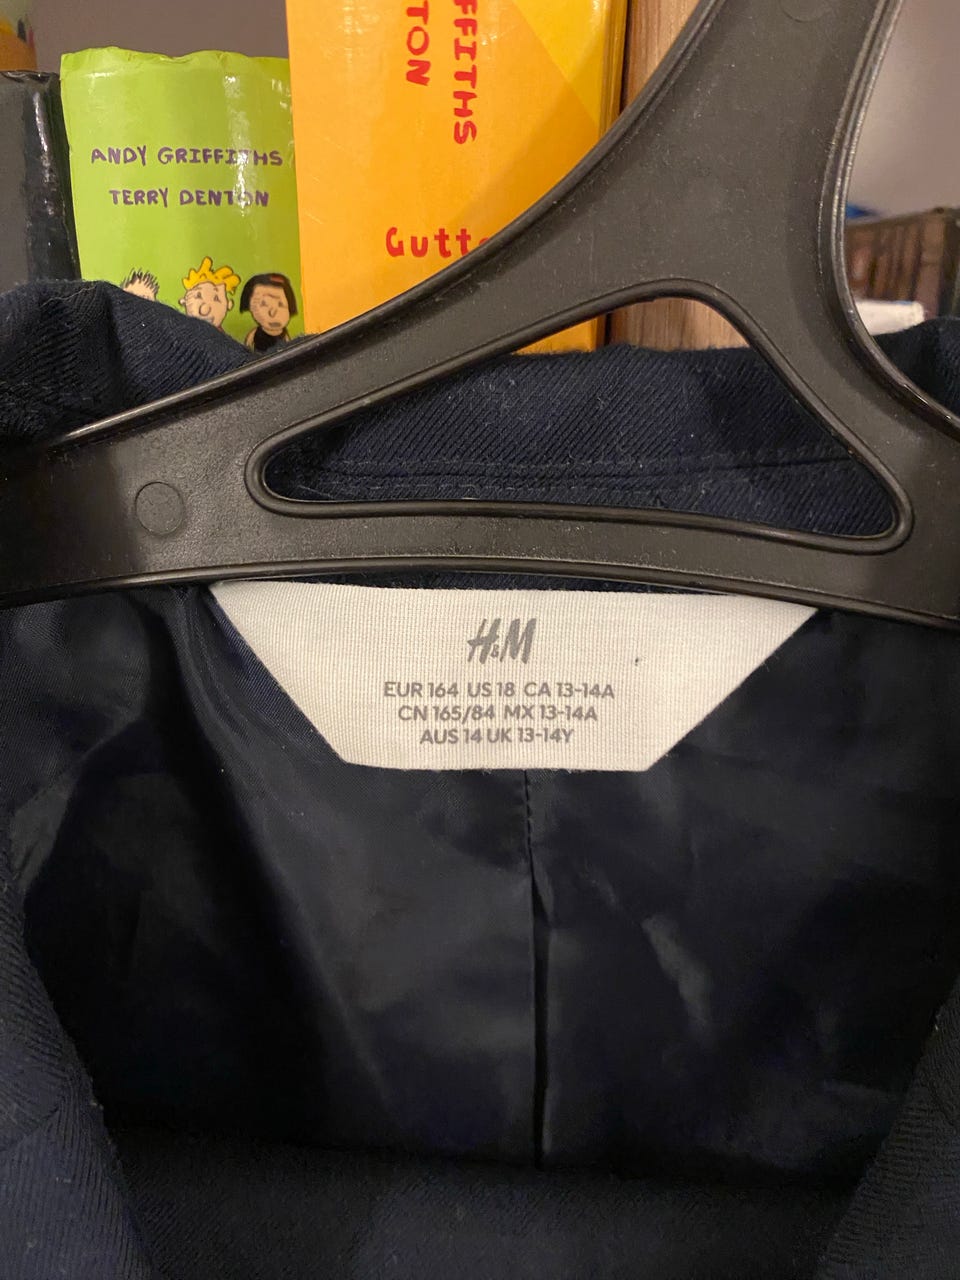 TON
FFITHS
ANDY GRIFFITHS
TERRY DENTON
Gutt
H&M
EUR 164 US 18 CA 13-14A
CN 165/84 MX 13-14A
AUS 14 UK 13-14Y